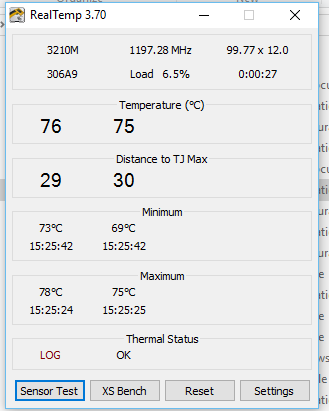 Organize
New
RealTemp 3.70
3210M 1197.28 MHz 99.77 x 12.0
306A9 Load 6.5% 0:00:27
Temperature (°C)
76 75
Distance to TJ Max
29 30
Minimum
73°C 69°C
15:25:42 15:25:42
Maximum
78°C 75°C
15:25:24 15:25:25
Thermal Status
LOG OK
Sensor Test XS Bench Reset Settings